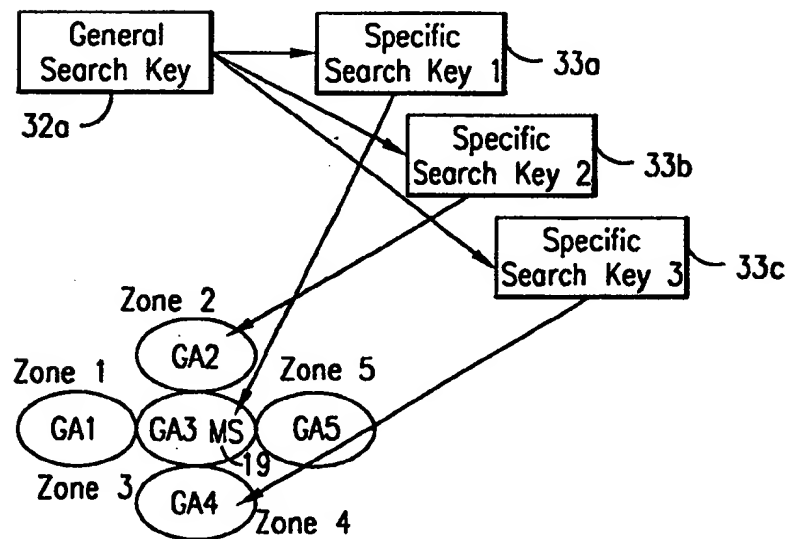 General
Search Key
32a
Specific
Search Key 1
33a
Specific
Search Key 2
33b
Specific
Search Key 3
33c
Zone 2
GA2
Zone 1
Zone 5
GA1
GA3 MS
GA5
19
Zone 3
GA4
Zone 4